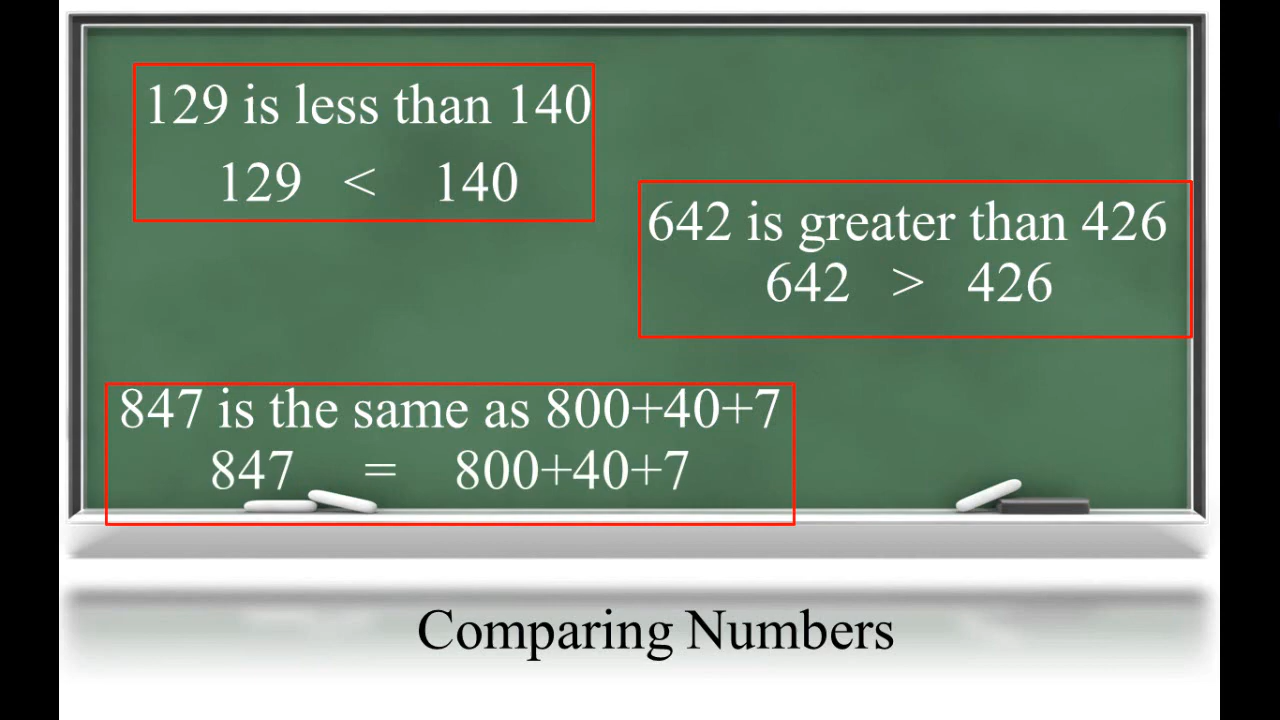 129 is less than 140
129 < 140
642 is greater than 426
642 > 426
847 is the same as 800+40+7
847 = 800+40+7
Comparing Numbers